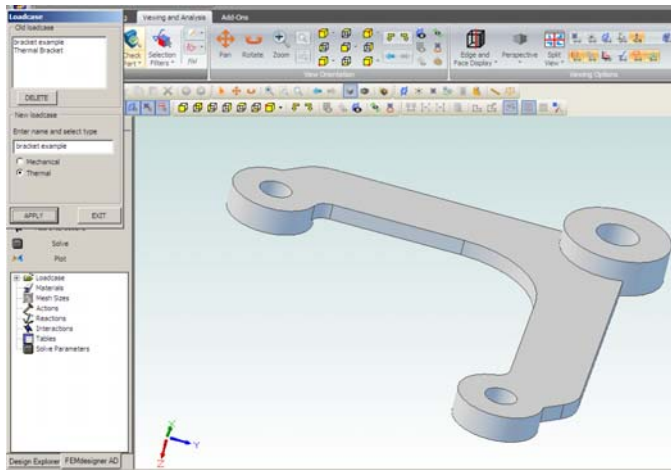 Loadcase
Viewing and Analysis Add-Ons
Old loadcase
bracket example
Thermal Bracket
DELETE
New loadcase
Enter name and select type
bracket example
Mechanical
Thermal
APPLY EXIT
Check
Part
Selection
Filters
Pan Rotate Zoom
View Orientation
Edge and
Face Display
Perspective
Split
View
Viewing Options
Solve
Plot
Loadcase
Materials
Mesh Sizes
Actions
Reactions
Interactions
Tables
Solve Parameters
X
Y
Z
Design Explorer FEMdesigner AD